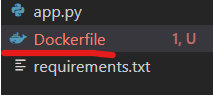 app.py
Dockerfile 1, U
requirements.txt